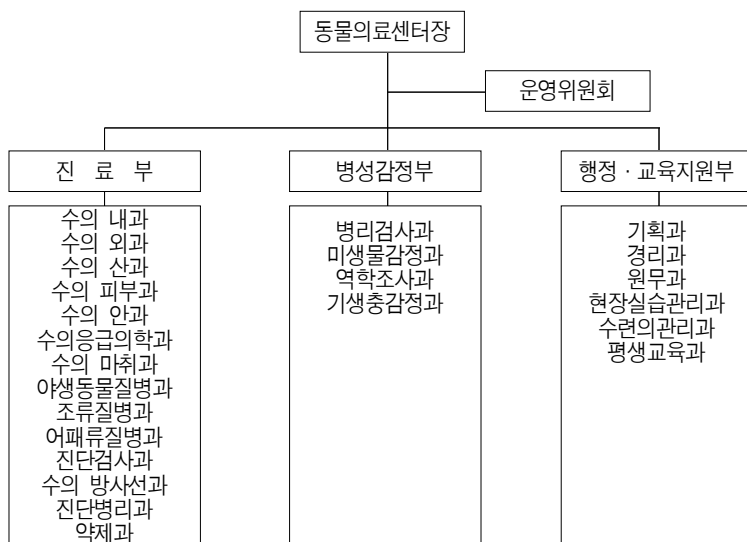 동물의료센터장
운영위원회
진 료 부
병성감정부
행정 · 교육지원부
수의 내과
수의 외과
수의 산과
수의 피부과
수의 안과
수의응급의학과
수의 마취과
야생동물질병과
조류질병과
어패류질병과
진단검사과
수의 방사선과
진단병리과
약제과
병리검사과
미생물감정과
역학조사과
기생충감정과
기획과
경리과
원무과
현장실습관리과
수련의관리과
평생교육과